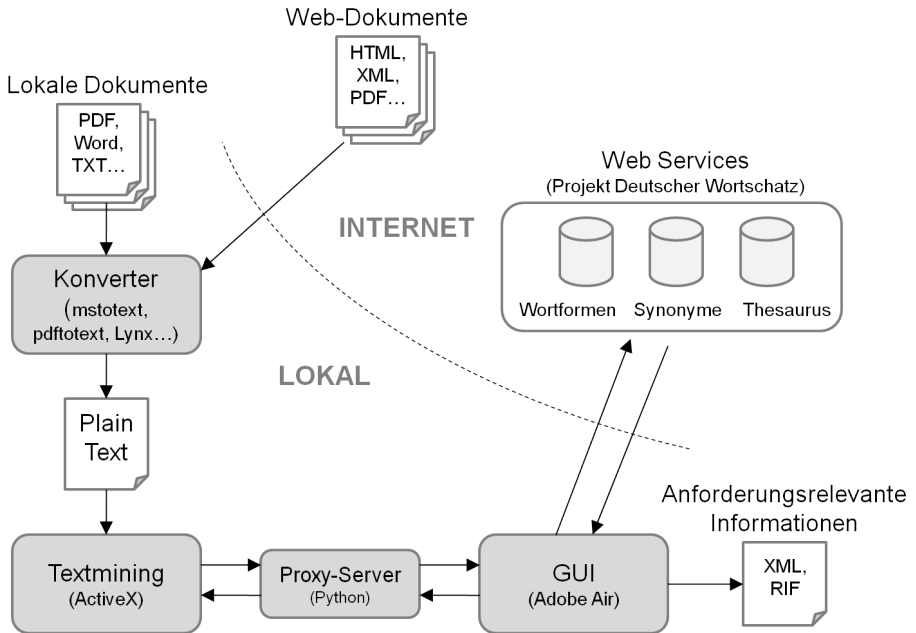 Web-Dokumente
HTML,
XML,
PDF…
Lokale Dokumente
PDF,
Word,
TXT…
Web Services
(Projekt Deutscher Wortschatz)
Wortformen Synonyme Thesaurus
INTERNET
LOKAL
Konverter
(mstotext,
pdftotext, Lynx…)
Plain
Text
Textmining
(ActiveX)
Proxy-Server
(Python)
GUI
(Adobe Air)
Anforderungsrelevante
Informationen
XML,
RIF